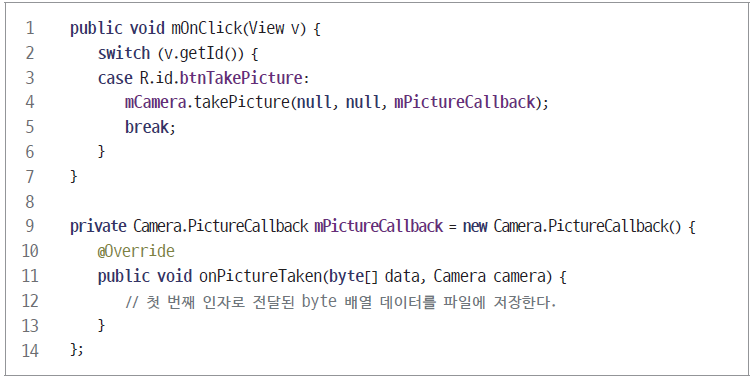 1 public void mOnClick(View v) {
2 switch (v.getId()) {
3 case R.id.btnTakePicture:
4 mCamera.takePicture(null, null, mPictureCallback);
5 break;
6 }
7 }
8
9 private Camera.PictureCallback mPictureCallback = new Camera.PictureCallback() {
10 @Override
11 public void onPictureTaken(byte[] data, Camera camera) {
12 // 첫 번째 인자로 전달된 byte 배열 데이터를 파일에 저장한다.
13 }
14 };